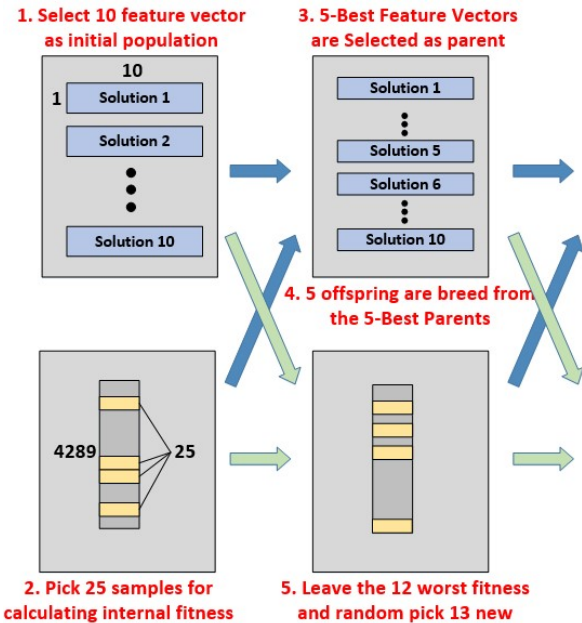 1. Select 10 feature vector
as initial population
10
1
Solution 1
Solution 2
Solution 10
3. 5-Best Feature Vectors
are Selected as parent
Solution 1
Solution 5
Solution 6
Solution 10
4. 5 offspring are breed from
the 5-Best Parents
4289
25
2. Pick 25 samples for
calculating internal fitness
5. Leave the 12 worst fitness
and random pick 13 new